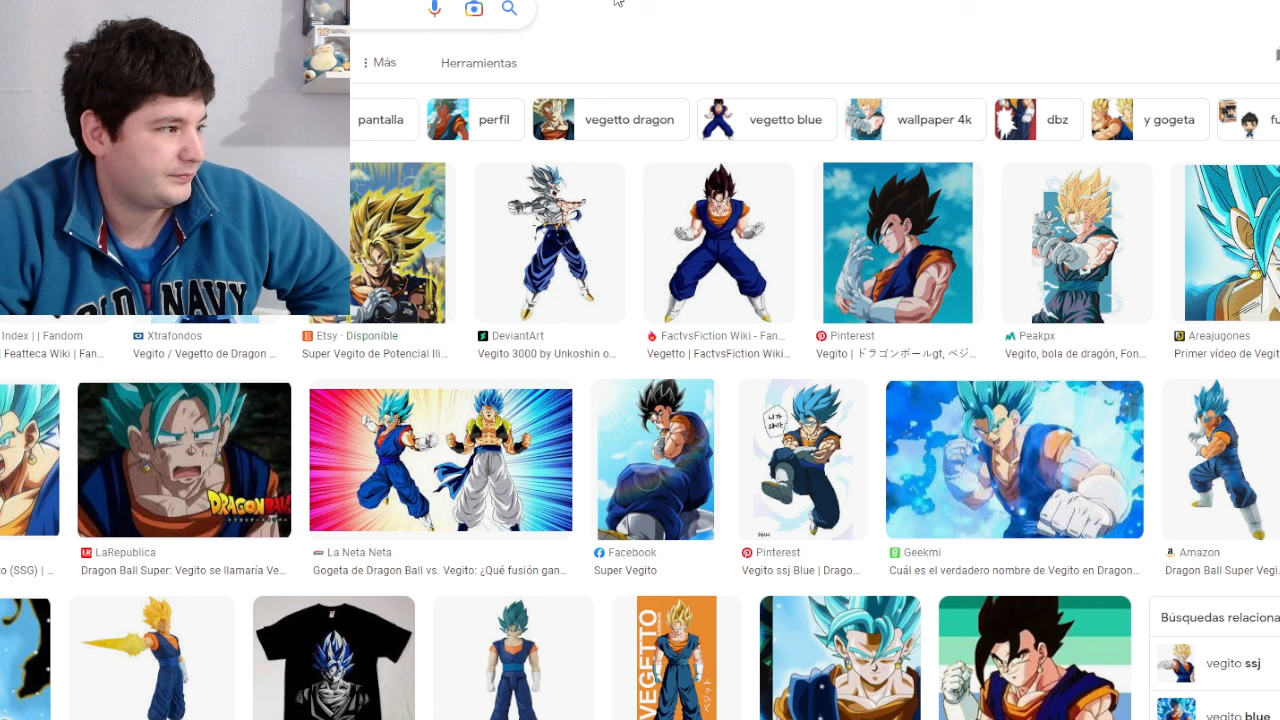 Más
Herramientas
pantalla
perfil
vegetto dragon
vegetto blue
wallpaper 4k
dbz
y gogeta
OLD NAVY
Index | | Fandom
Featteca Wiki | Fan...
Xtrafondos
Vegito / Vegetto de Dragon ...
Etsy · Disponible
Super Vegito de Potencial Ili...
DeviantArt
Vegito 3000 by Unkoshin o...
FactvsFiction Wiki - Fan...
Vegetto | FactvsFiction Wiki...
Pinterest
Vegito | ドラゴンボールgt, ベジ...
Peakpx
Vegito, bola de dragón, Fon...
Areajugones
Primer vídeo de Vegit
DRAGON BALL
니가
o (SSG) | ...
LaRepublica
Dragon Ball Super: Vegito se llamaría Ve...
La Neta Neta
Gogeta de Dragon Ball vs. Vegito: ¿Qué fusión gan...
Facebook
Super Vegito
Pinterest
Vegito ssj Blue | Drago...
Geekmi
Cuál es el verdadero nombre de Vegito en Dragon...
Amazon
Dragon Ball Super Vegi...
VEGETTO
ベジット
Búsquedas relaciona
vegito ssj
vegito blue